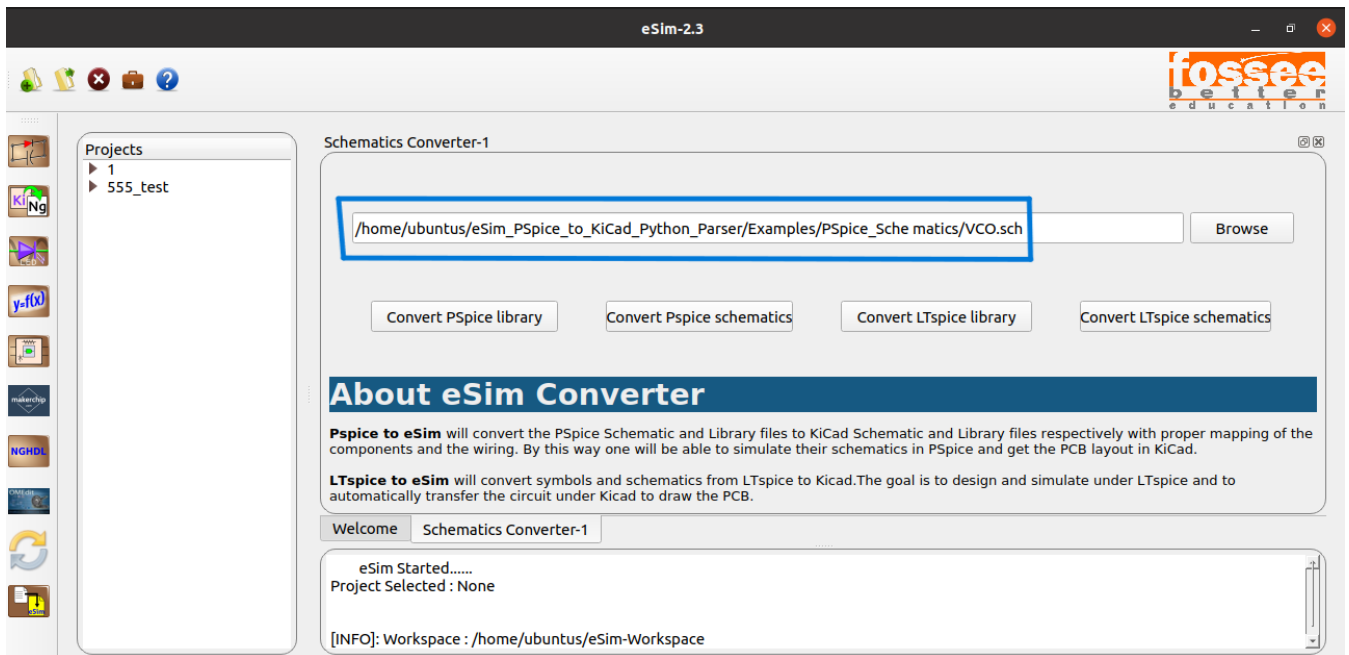 eSim-2.3
fossee
better
education
Projects
1
555_test
Schematics Converter-1
/home/ubuntus/eSim_PSpice_to_KiCad_Python_Parser/Examples/PSpice_Sche matics/VCO.sch
Browse
Convert PSpice library
Convert Pspice schematics
Convert LTspice library
Convert LTspice schematics
About eSim Converter
Pspice to eSim will convert the PSpice Schematic and Library files to KiCad Schematic and Library files respectively with proper mapping of the
components and the wiring. By this way one will be able to simulate their schematics in PSpice and get the PCB layout in KiCad.
LTspice to eSim will convert symbols and schematics from LTspice to Kicad.The goal is to design and simulate under LTspice and to
automatically transfer the circuit under Kicad to draw the PCB.
Welcome
Schematics Converter-1
eSim Started......
Project Selected : None
[INFO]: Workspace : /home/ubuntus/eSim-Workspace
Ki
Ng
y=f(x)
makerchip
NGHDL
OMEdit
eSim